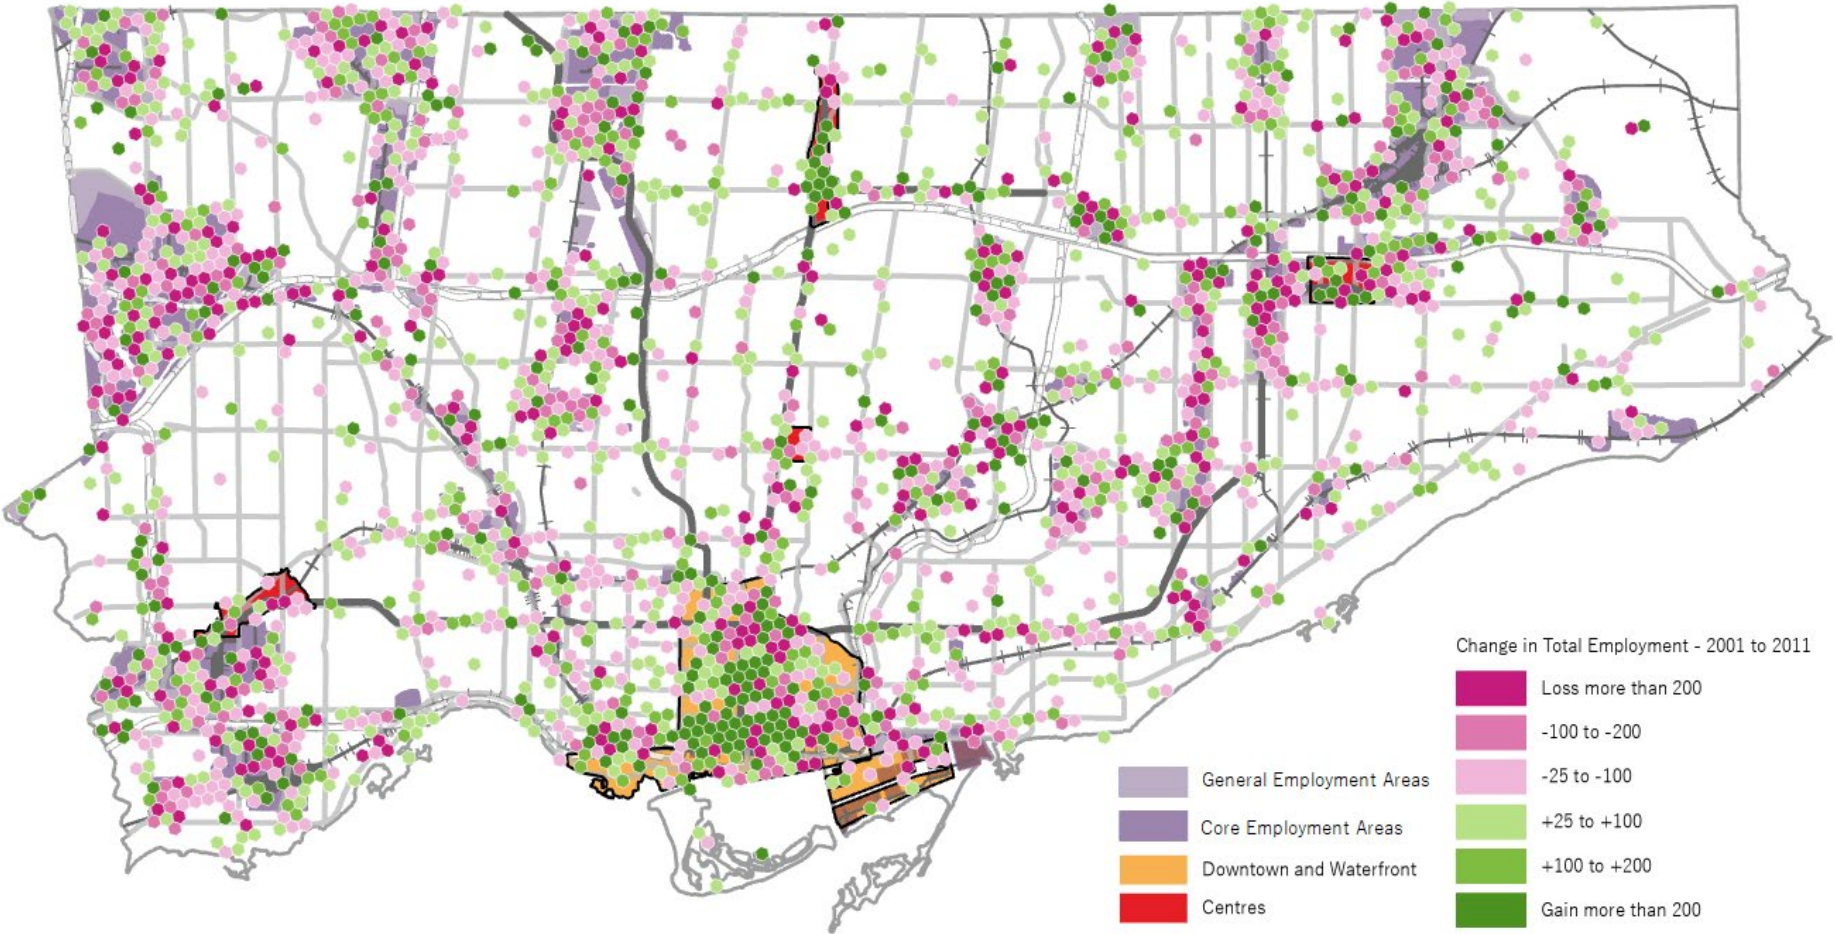 Change in Total Employment - 2001 to 2011
Loss more than 200
-100 to -200
-25 to -100
+25 to +100
+100 to +200
Gain more than 200
General Employment Areas
Core Employment Areas
Downtown and Waterfront
Centres